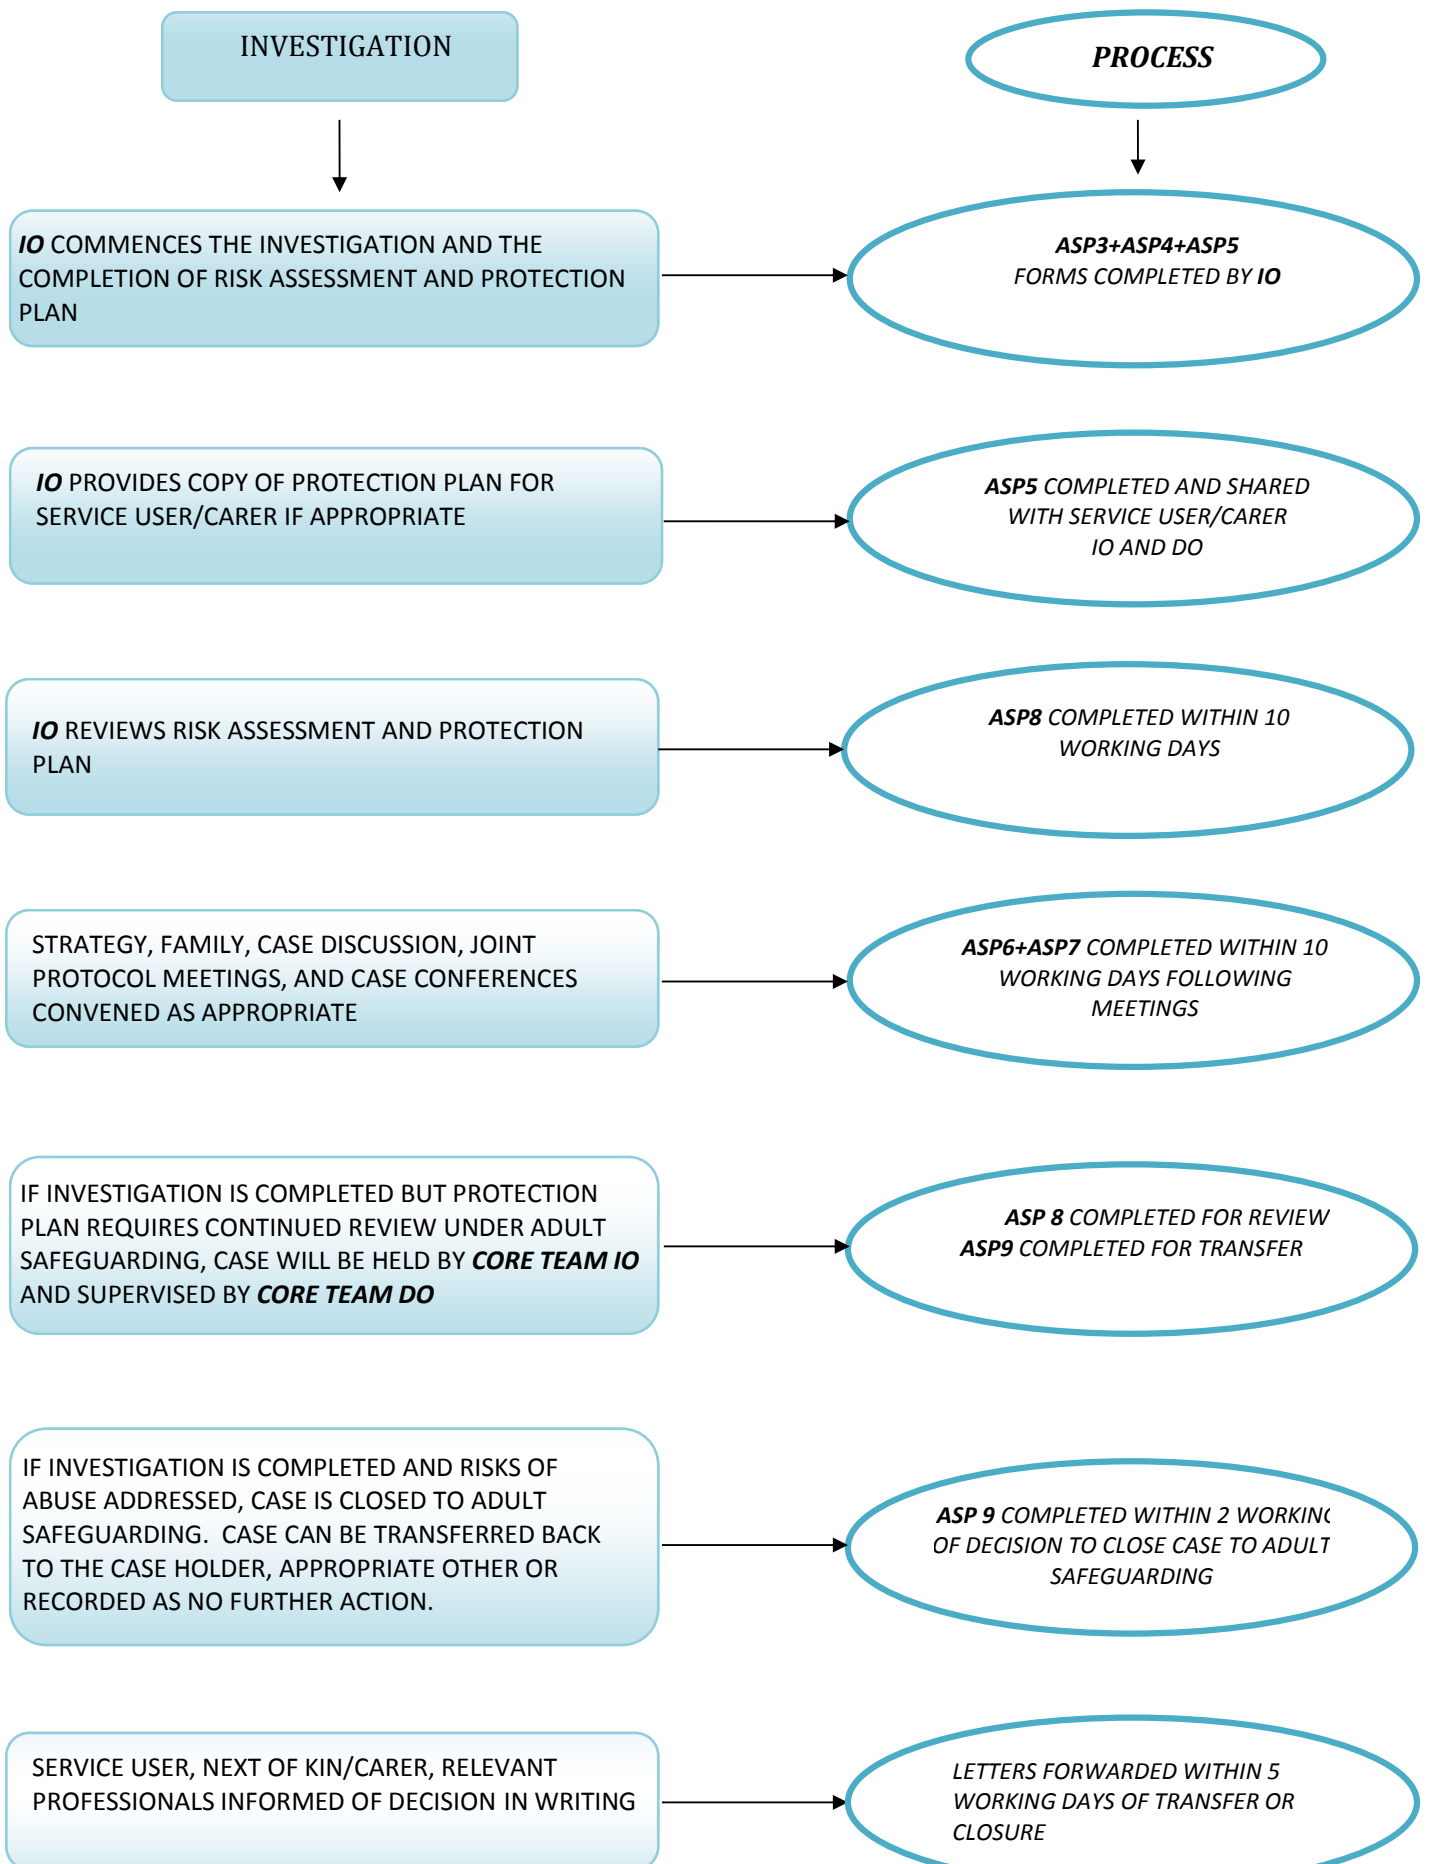 INVESTIGATION
PROCESS
IO COMMENCES THE INVESTIGATION AND THE
COMPLETION OF RISK ASSESSMENT AND PROTECTION
PLAN
ASP3+ASP4+ASP5
FORMS COMPLETED BY IO
IO PROVIDES COPY OF PROTECTION PLAN FOR
SERVICE USER/CARER IF APPROPRIATE
ASP5 COMPLETED AND SHARED
WITH SERVICE USER/CARER
IO AND DO
IO REVIEWS RISK ASSESSMENT AND PROTECTION
PLAN
ASP8 COMPLETED WITHIN 10
WORKING DAYS
STRATEGY, FAMILY, CASE DISCUSSION, JOINT
PROTOCOL MEETINGS, AND CASE CONFERENCES
CONVENED AS APPROPRIATE
ASP6+ASP7 COMPLETED WITHIN 10
WORKING DAYS FOLLOWING
MEETINGS
IF INVESTIGATION IS COMPLETED BUT PROTECTION
PLAN REQUIRES CONTINUED REVIEW UNDER ADULT
SAFEGUARDING, CASE WILL BE HELD BY CORE TEAM IO
AND SUPERVISED BY CORE TEAM DO
ASP 8 COMPLETED FOR REVIEW
ASP9 COMPLETED FOR TRANSFER
IF INVESTIGATION IS COMPLETED AND RISKS OF
ABUSE ADDRESSED, CASE IS CLOSED TO ADULT
SAFEGUARDING.  CASE CAN BE TRANSFERRED BACK
TO THE CASE HOLDER, APPROPRIATE OTHER OR
RECORDED AS NO FURTHER ACTION.
ASP 9 COMPLETED WITHIN 2 WORKING
OF DECISION TO CLOSE CASE TO ADULT
SAFEGUARDING
SERVICE USER, NEXT OF KIN/CARER, RELEVANT
PROFESSIONALS INFORMED OF DECISION IN WRITING
LETTERS FORWARDED WITHIN 5
WORKING DAYS OF TRANSFER OR
CLOSURE